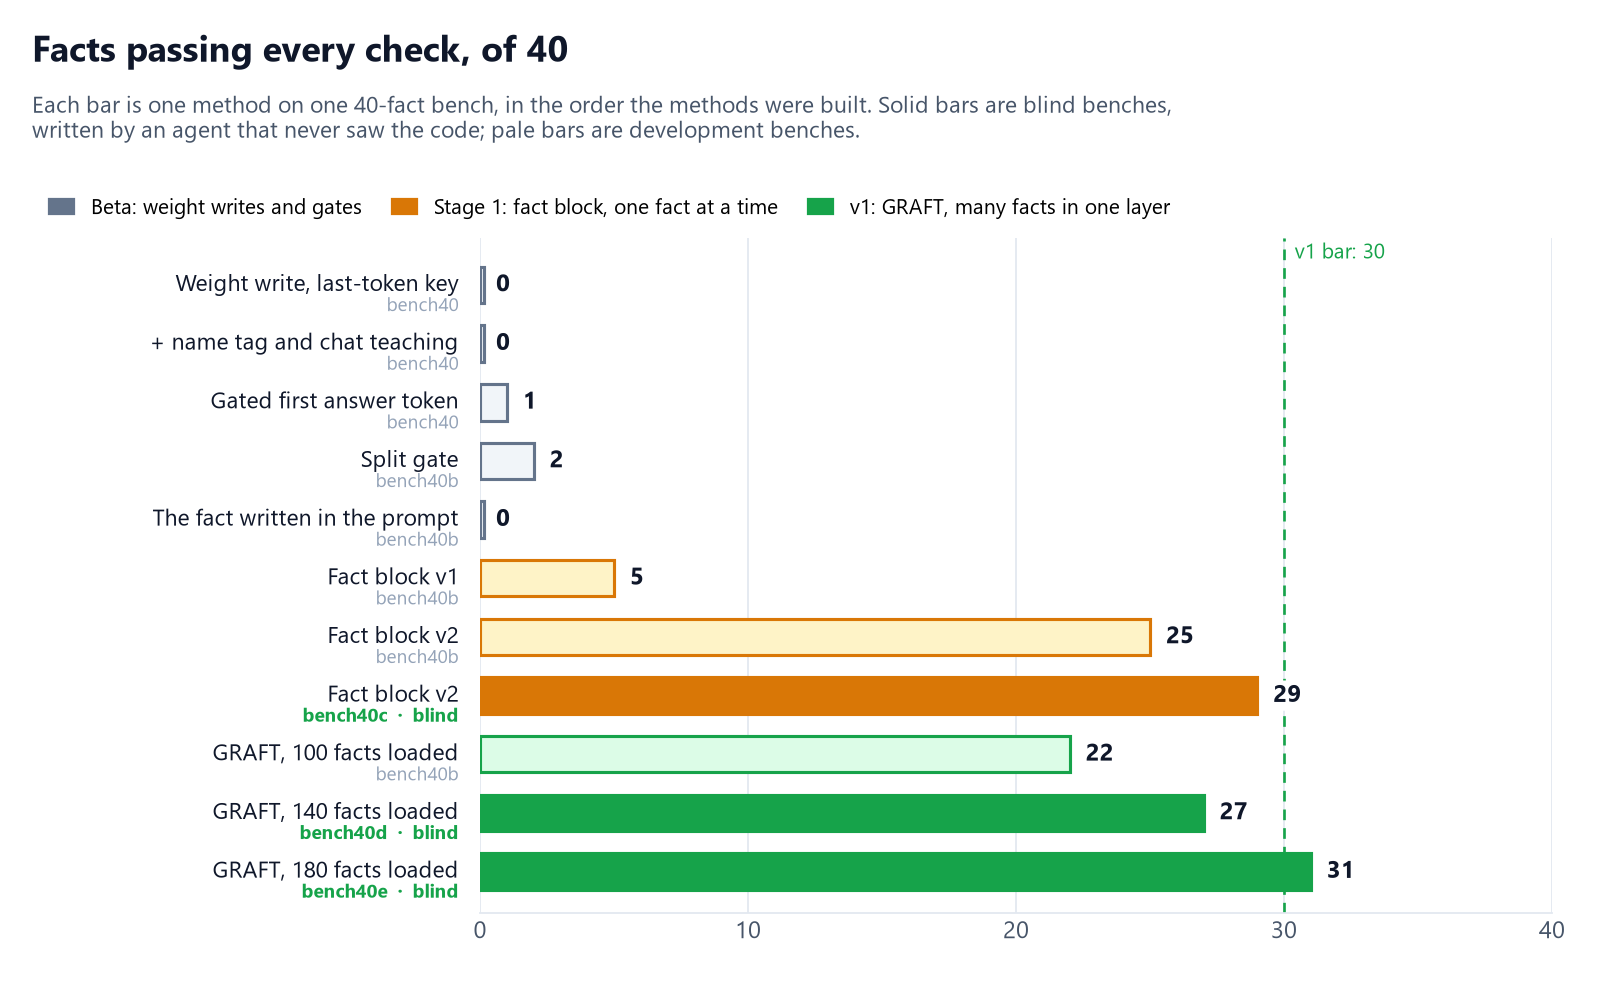 Facts passing every check, of 40
Each bar is one method on one 40-fact bench, in the order the methods were built. Solid bars are blind benches,
written by an agent that never saw the code; pale bars are development benches.
Beta: weight writes and gates
Stage 1: fact block, one fact at a time
v1: GRAFT, many facts in one layer
v1 bar: 30
Weight write, last-token key
bench40
0
+ name tag and chat teaching
bench40
0
Gated first answer token
bench40
1
Split gate
bench40b
2
The fact written in the prompt
bench40b
0
Fact block v1
bench40b
5
Fact block v2
bench40b
25
Fact block v2
bench40c · blind
29
GRAFT, 100 facts loaded
bench40b
22
GRAFT, 140 facts loaded
bench40d · blind
27
GRAFT, 180 facts loaded
bench40e · blind
31
0 10 20 30 40